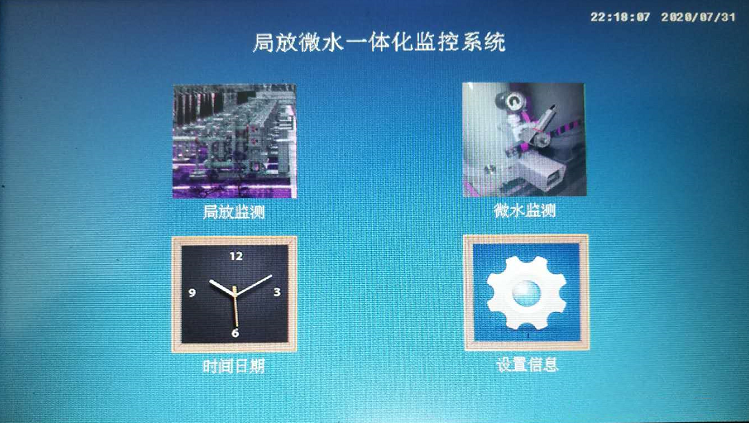 22:18:07 2020/07/31
局放微水一体化监控系统
局放监测
微水监测
12
9
3
6
时间日期
设置信息